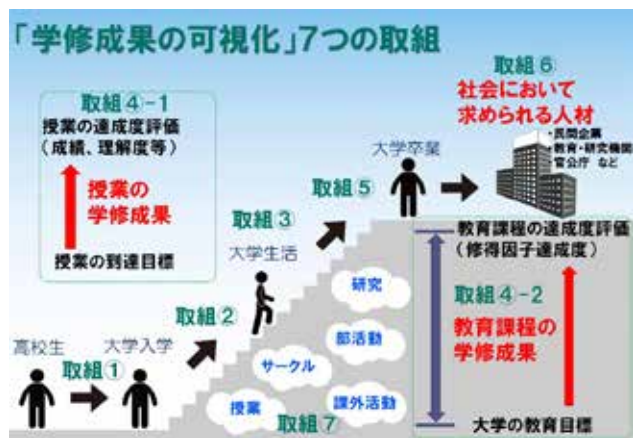 「学修成果の可視化」7つの取組
取組④-1
授業の達成度評価
（成績、理解度等）
授業の
学修成果
授業の到達目標
取組⑥
社会において
求められる人材
・民間企業
・教育・研究機関
・官公庁 など
大学卒業
取組⑤
取組③
大学生活
取組②
高校生
大学入学
取組①
研究
部活動
サークル
授業
課外活動
取組7
教育課程の達成度評価
（修得因子達成度）
取組④-2
教育課程の
学修成果
大学の教育目標